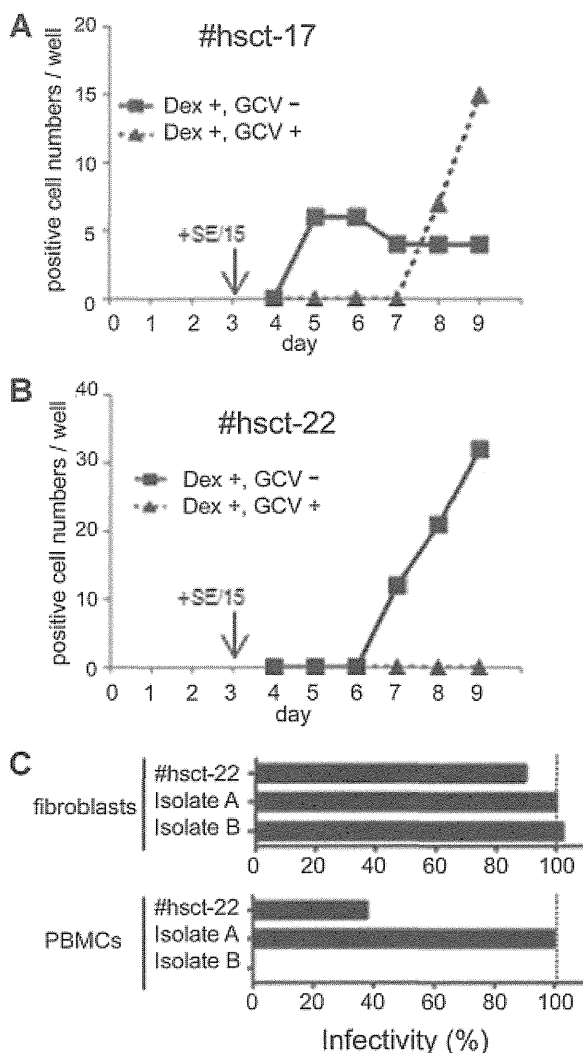 A
#hsct-17
positive cell numbers / well
20
15
10
5
0
Dex +, GCV −
Dex +, GCV +
+SE/15
0 1 2 3 4 5 6 7 8 9
day
B
#hsct-22
positive cell numbers / well
40
30
20
10
0
Dex +, GCV −
Dex +, GCV +
+SE/15
0 1 2 3 4 5 6 7 8 9
day
C
fibroblasts
#hsct-22
Isolate A
Isolate B
0 20 40 60 80 100
PBMCs
#hsct-22
Isolate A
Isolate B
0 20 40 60 80 100
Infectivity (%)